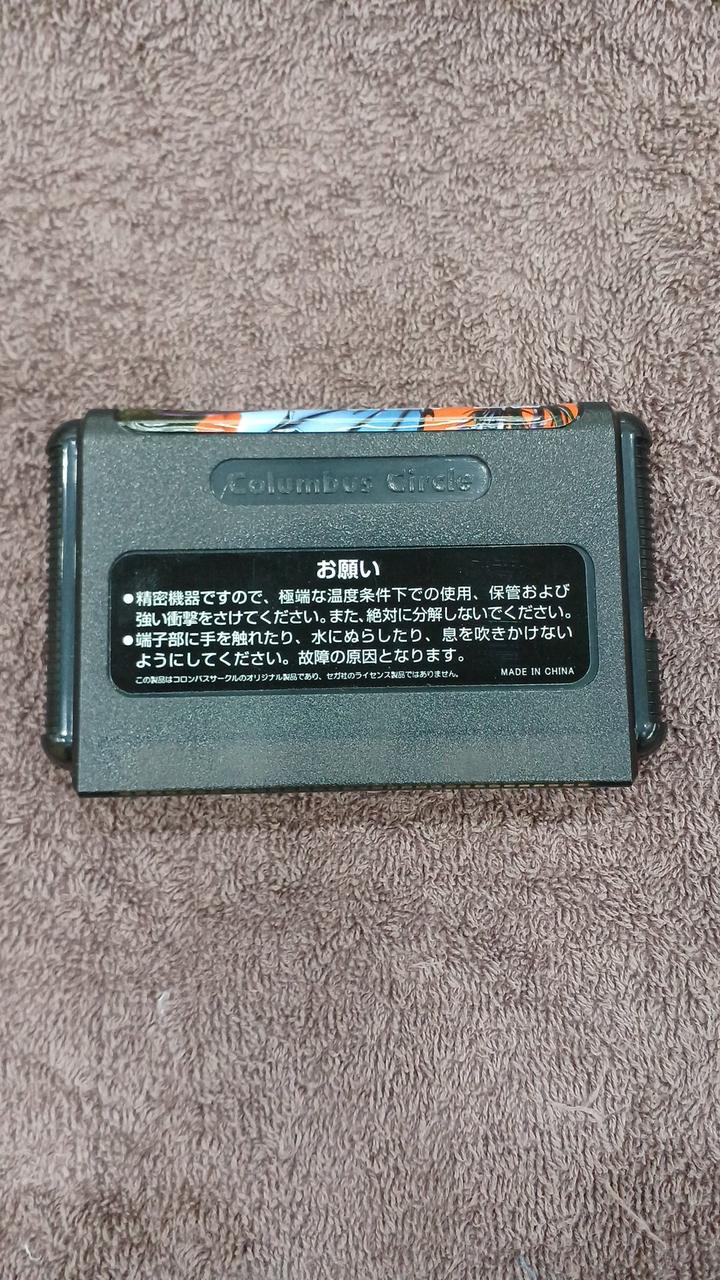 Columbus Circle
お願い
●精密機器ですので、極端な温度条件下での使用、保管および
強い衝撃をさけてください。また、絶対に分解しないでください。
●端子部に手を触れたり、水にぬらしたり、息を吹きかけない
ようにしてください。故障の原因となります。
この製品はコロンバスサークルのオリジナル製品であり、セガ社のライセンス製品ではありません。
MADE IN CHINA